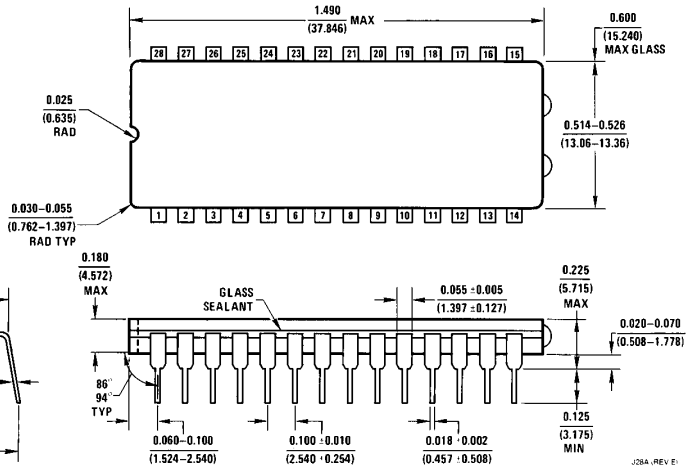 1.490
(37.846) MAX
0.600
(15.240)
MAX GLASS
28 27 26 25 24 23 22 21 20 19 18 17 16 15
0.025
(0.635)
RAD
0.514–0.526
(13.06–13.36)
0.030–0.055
(0.762–1.397)
RAD TYP
1 2 3 4 5 6 7 8 9 10 11 12 13 14
0.180
(4.572)
MAX
GLASS
SEALANT
0.055 ±0.005
(1.397 ±0.127)
0.225
(5.715)
MAX
0.020–0.070
(0.508–1.778)
86°
94°
TYP
0.060–0.100
(1.524–2.540)
0.100 ±0.010
(2.540 ±0.254)
0.018 ±0.002
(0.457 ±0.508)
0.125
(3.175)
MIN
J28A (REV E)